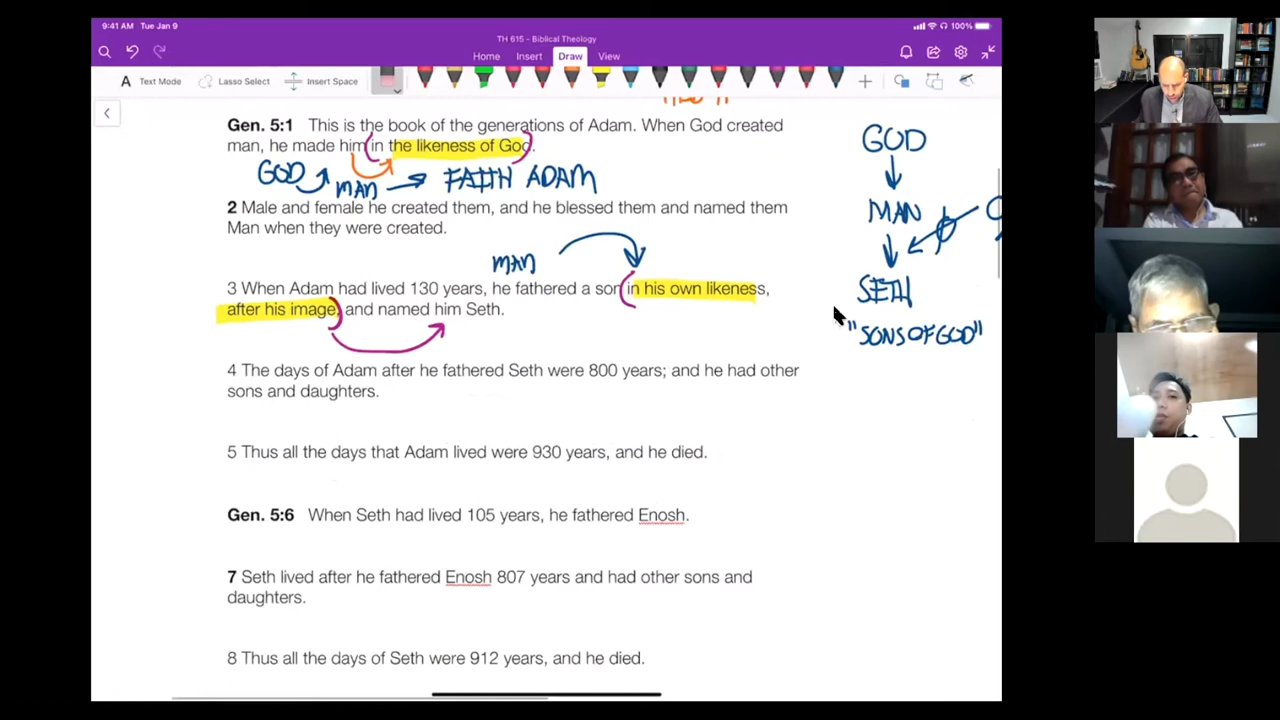 9:41 AM Tue Jan 9
100%
TH 615 - Biblical Theology
Home Insert Draw View
A Text Mode Lasso Select Insert Space
Gen. 5:1 This is the book of the generations of Adam. When God created
man, he made him in the likeness of God.
GOD MAN FAITH ADAM
2 Male and female he created them, and he blessed them and named them
Man when they were created.
MAN
3 When Adam had lived 130 years, he fathered a son in his own likeness,
after his image, and named him Seth.
4 The days of Adam after he fathered Seth were 800 years; and he had other
sons and daughters.
5 Thus all the days that Adam lived were 930 years, and he died.
Gen. 5:6 When Seth had lived 105 years, he fathered Enosh.
7 Seth lived after he fathered Enosh 807 years and had other sons and
daughters.
8 Thus all the days of Seth were 912 years, and he died.
GOD
MAN
SETH
"SONS OF GOD"